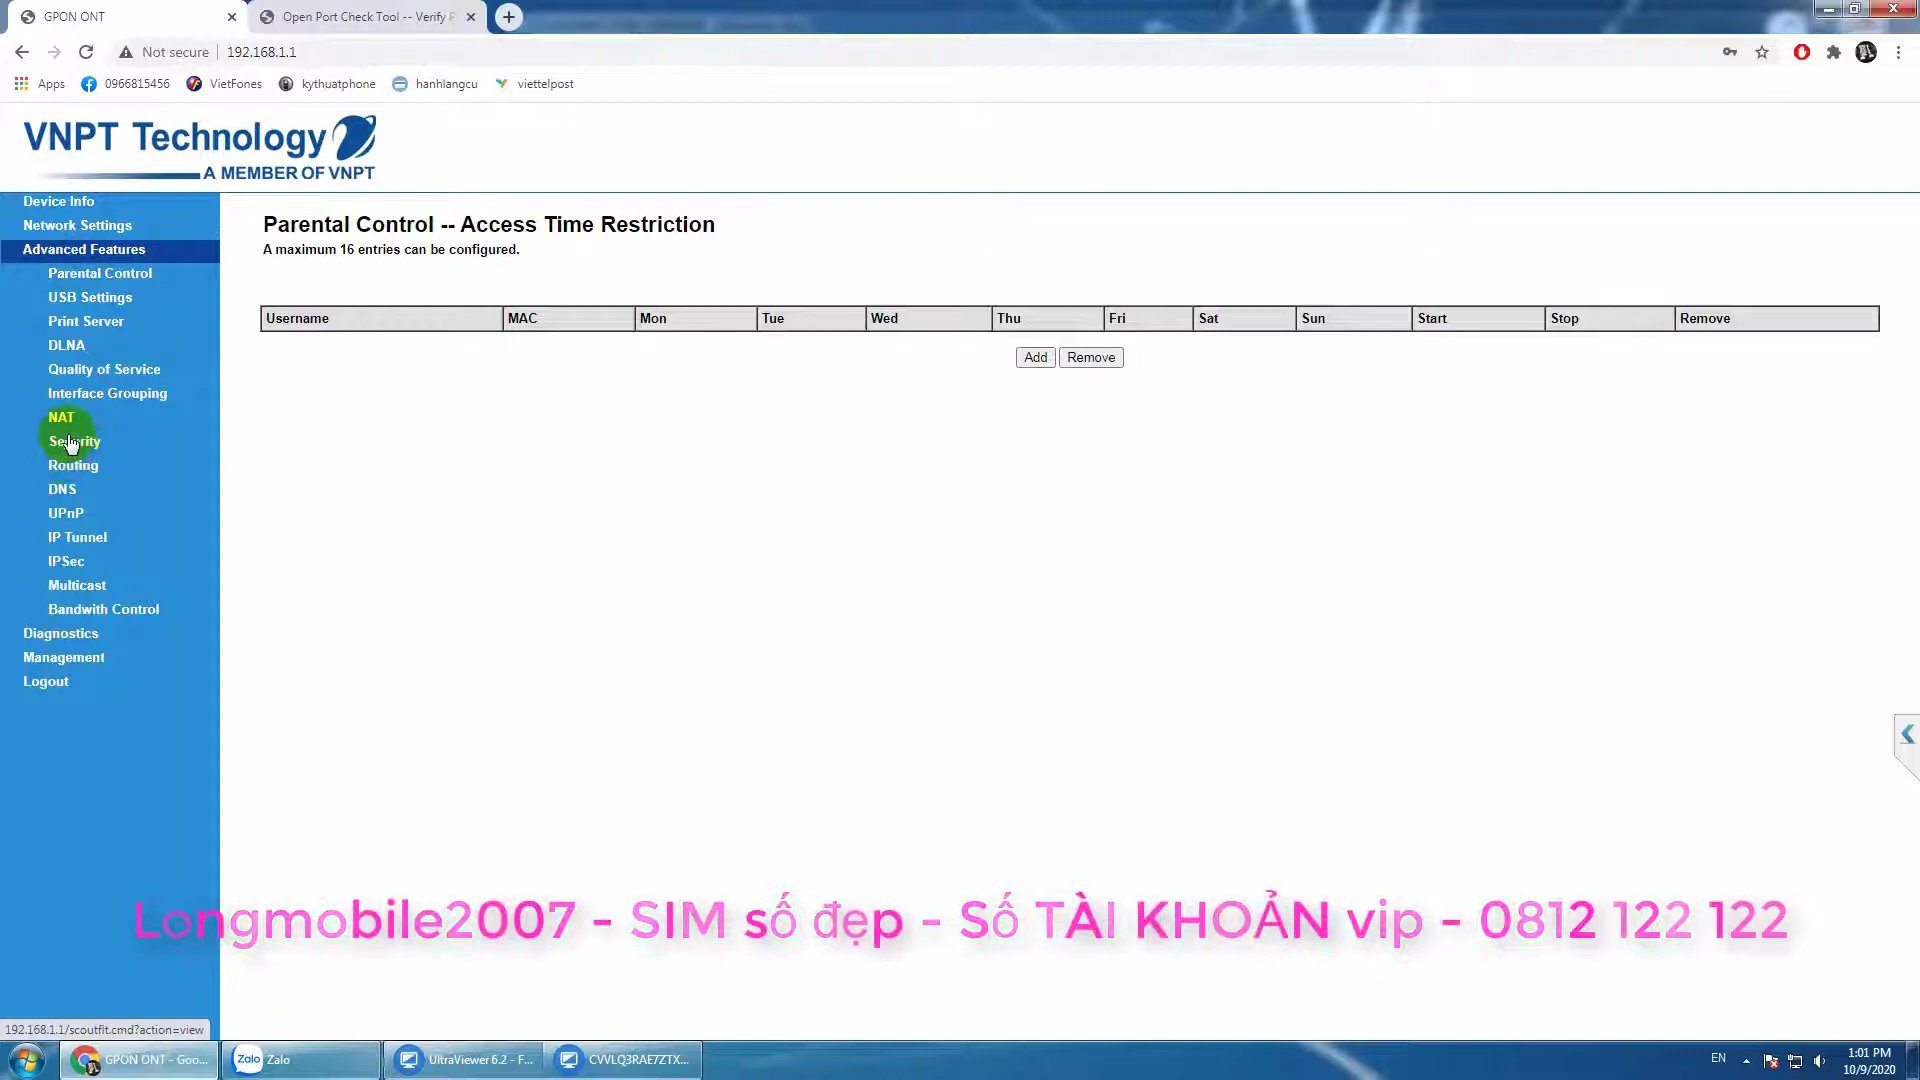 GPON ONT
Open Port Check Tool -- Verify P
Not secure
192.168.1.1
Apps
0966815456
VietFones
kythuatphone
hanhlangcu
viettelpost
VNPT Technology
A MEMBER OF VNPT
Device Info
Network Settings
Advanced Features
Parental Control
USB Settings
Print Server
DLNA
Quality of Service
Interface Grouping
NAT
Security
Routing
DNS
UPnP
IP Tunnel
IPSec
Multicast
Bandwith Control
Diagnostics
Management
Logout
Parental Control -- Access Time Restriction
A maximum 16 entries can be configured.
Username MAC Mon Tue Wed Thu Fri Sat Sun Start Stop Remove
Add Remove
Longmobile2007 - SIM số đẹp - Số TÀI KHOẢN vip - 0812 122 122
192.168.1.1/scoutflt.cmd?action=view
GPON ONT - Goo...
Zalo
Zalo
UltraViewer 6.2 - F...
CVVLQ3RAE7ZTX...
EN
1:01 PM
10/9/2020